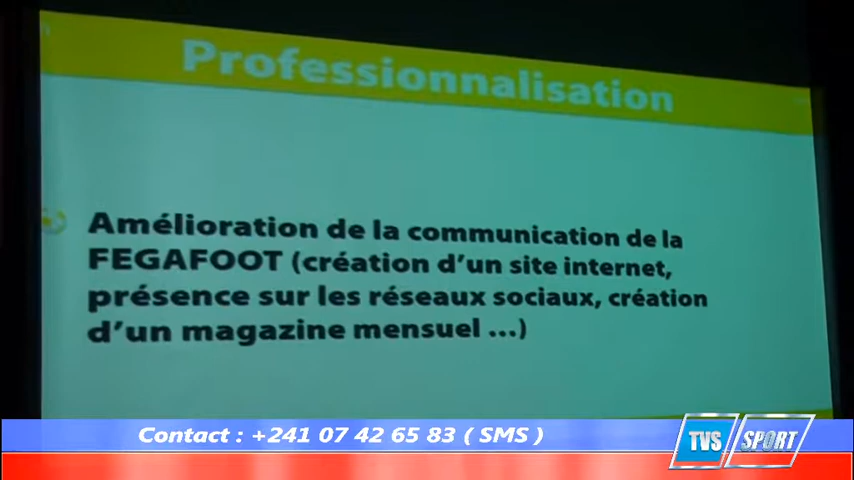 Professionnalisation
Amélioration de la communication de la
FEGAFOOT (création d’un site internet,
présence sur les réseaux sociaux, création
d’un magazine mensuel ...)
Contact : +241 07 42 65 83 ( SMS )
TVS SPORT